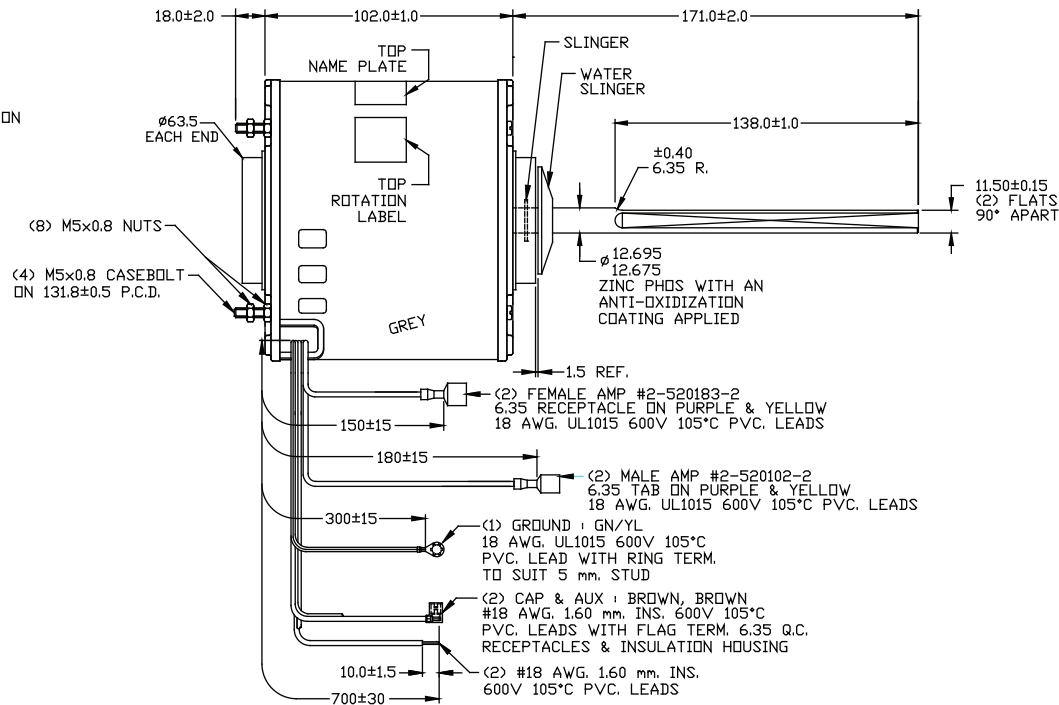 18.0±2.0
102.0±1.0
171.0±2.0
TOP
NAME PLATE
SLINGER
WATER
SLINGER
ON
Ø63.5
EACH END
138.0±1.0
±0.40
6.35 R.
TOP
ROTATION
LABEL
11.50±0.15
(2) FLATS
90° APART
(8) M5x0.8 NUTS
(4) M5x0.8 CASEBOLT
ON 131.8±0.5 P.C.D.
Ø 12.695
12.675
ZINC PHOS WITH AN
ANTI-OXIDIZATION
COATING APPLIED
GREY
1.5 REF.
(2) FEMALE AMP #2-520183-2
6.35 RECEPTACLE ON PURPLE & YELLOW
18 AWG. UL1015 600V 105°C PVC. LEADS
150±15
180±15
(2) MALE AMP #2-520102-2
6.35 TAB ON PURPLE & YELLOW
18 AWG. UL1015 600V 105°C PVC. LEADS
300±15
(1) GROUND : GN/YL
18 AWG. UL1015 600V 105°C
PVC. LEAD WITH RING TERM.
TO SUIT 5 mm. STUD
(2) CAP & AUX : BROWN, BROWN
#18 AWG. 1.60 mm. INS. 600V 105°C
PVC. LEADS WITH FLAG TERM. 6.35 Q.C.
RECEPTACLES & INSULATION HOUSING
10.0±1.5
(2) #18 AWG. 1.60 mm. INS.
600V 105°C PVC. LEADS
700±30